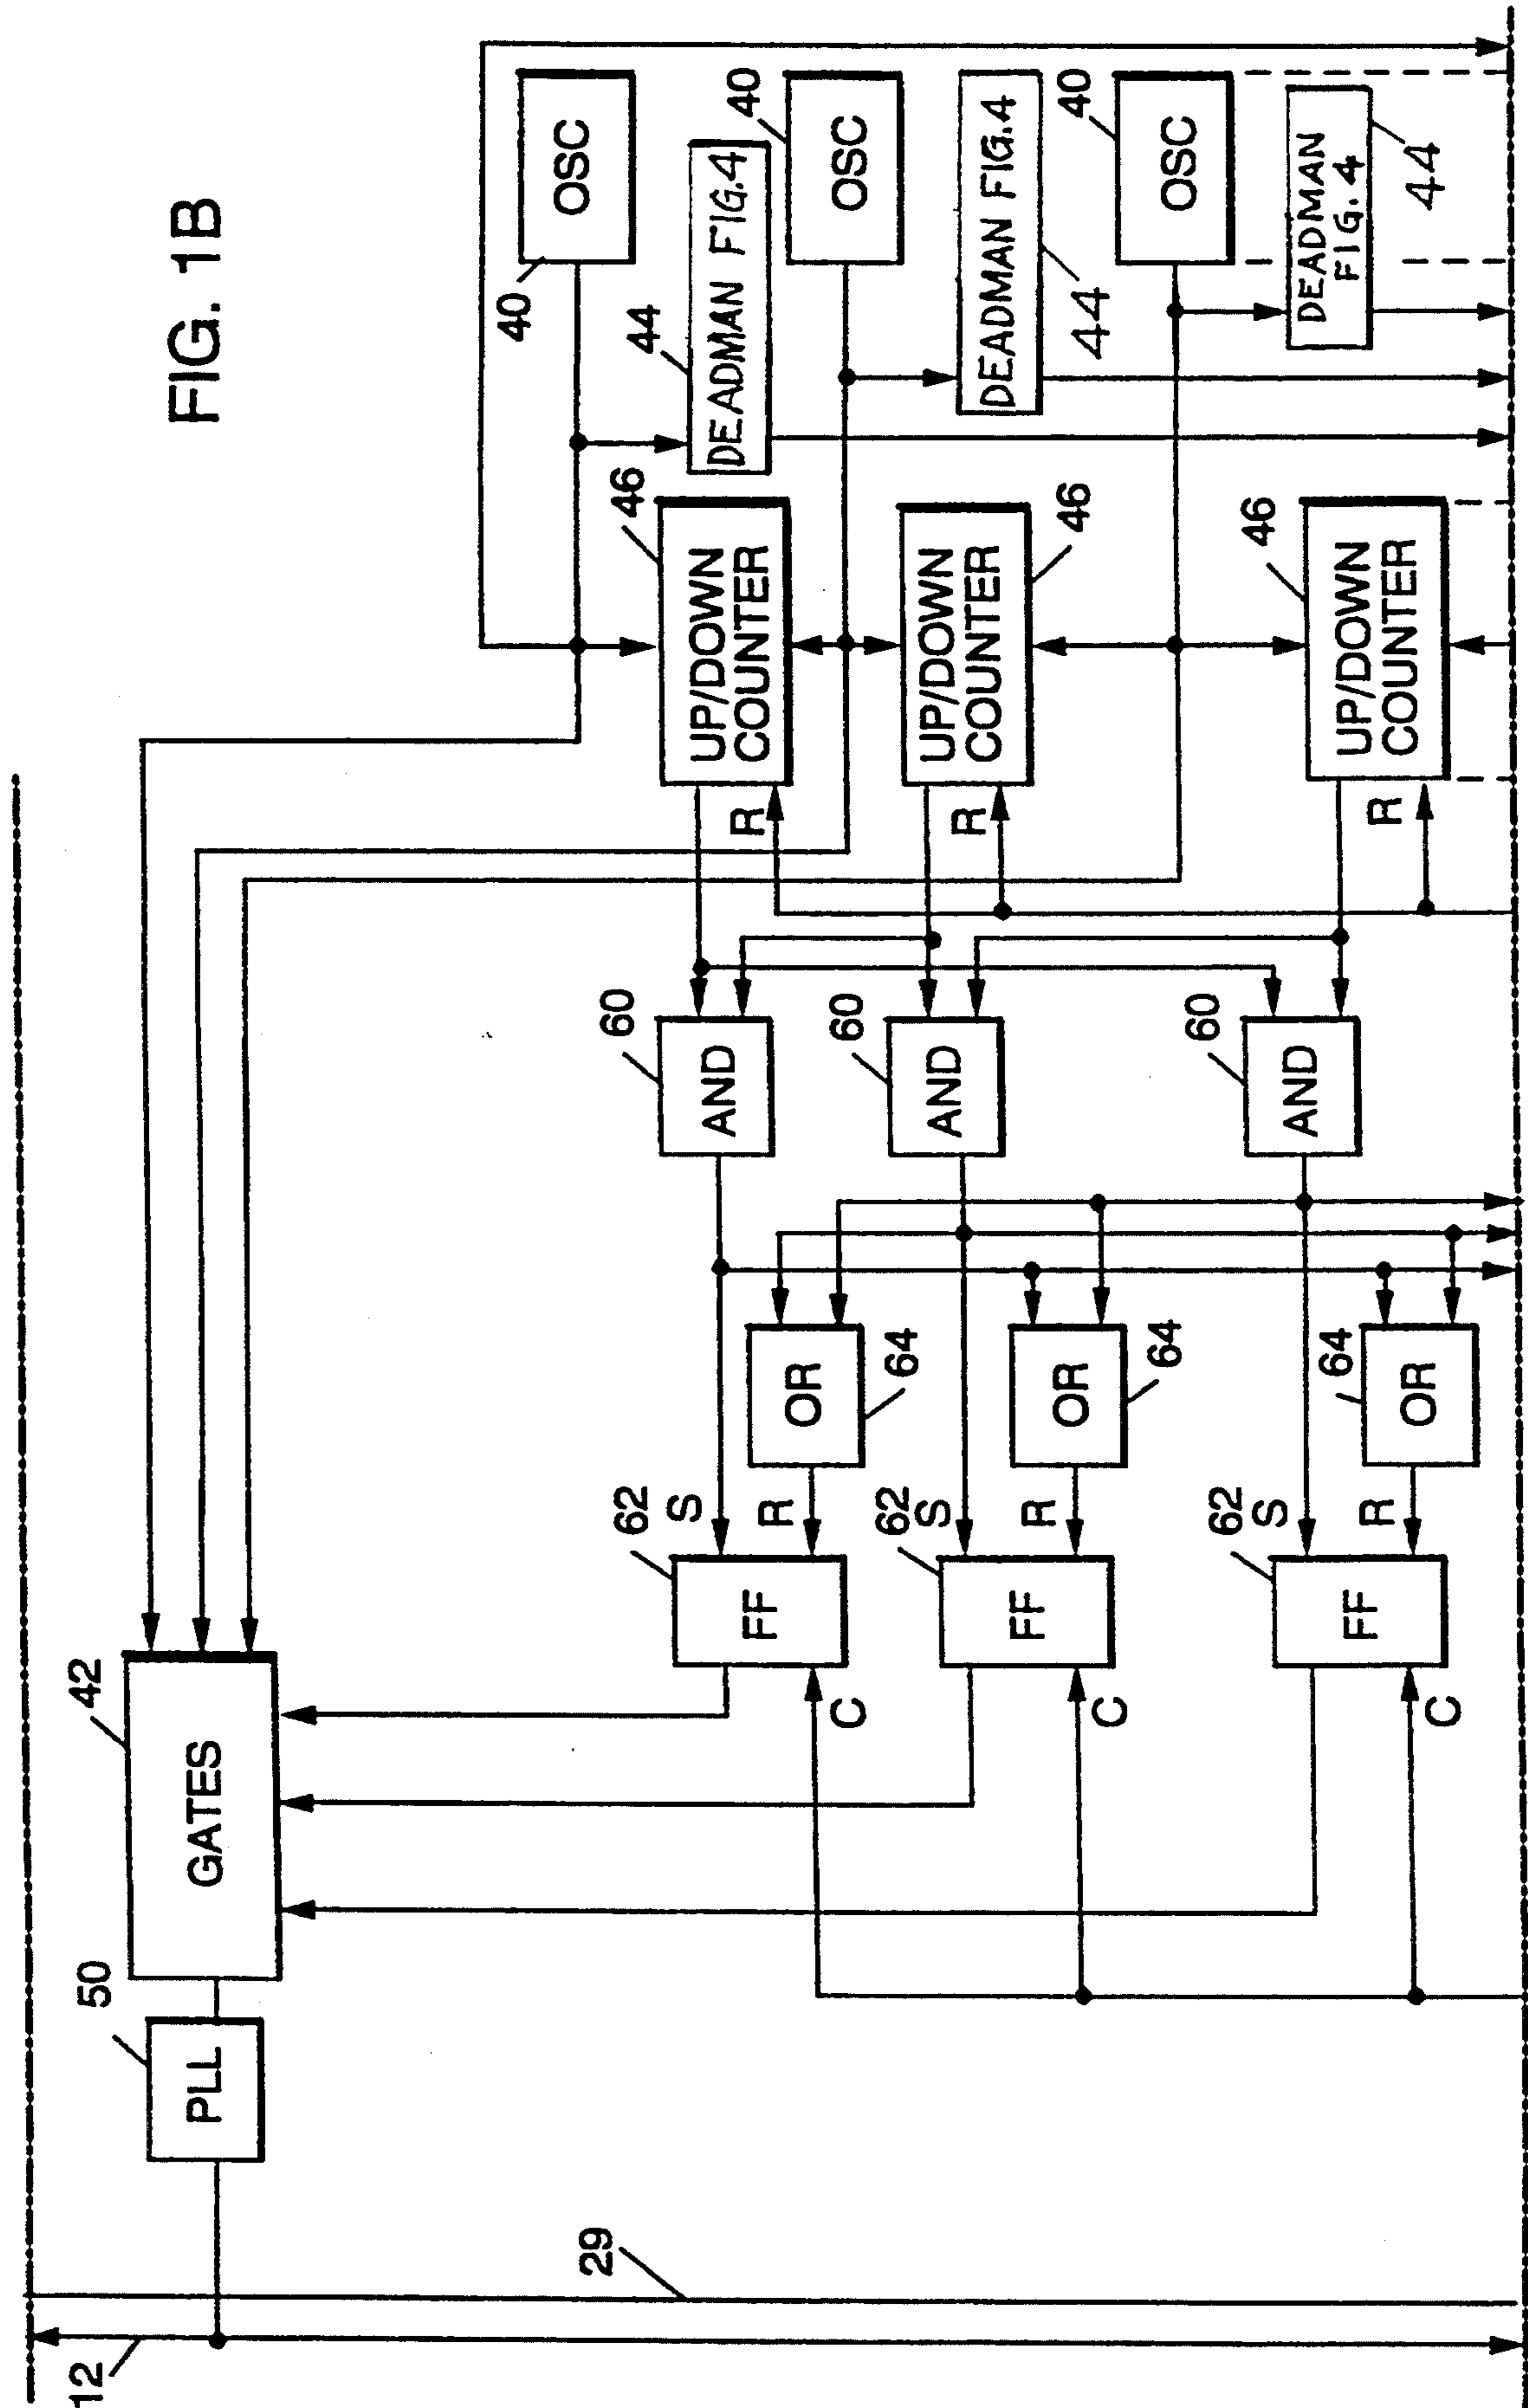 FIG. 1B
12
29
50
PLL
42
GATES
62
FF
S
R
C
64
OR
60
AND
46
UP/DOWN
COUNTER
R
44
DEADMAN FIG.4
40
OSC
62
FF
S
R
C
64
OR
60
AND
46
UP/DOWN
COUNTER
R
44
DEADMAN FIG.4
40
OSC
62
FF
S
R
C
64
OR
60
AND
46
UP/DOWN
COUNTER
R
44
DEADMAN
FIG. 4
40
OSC